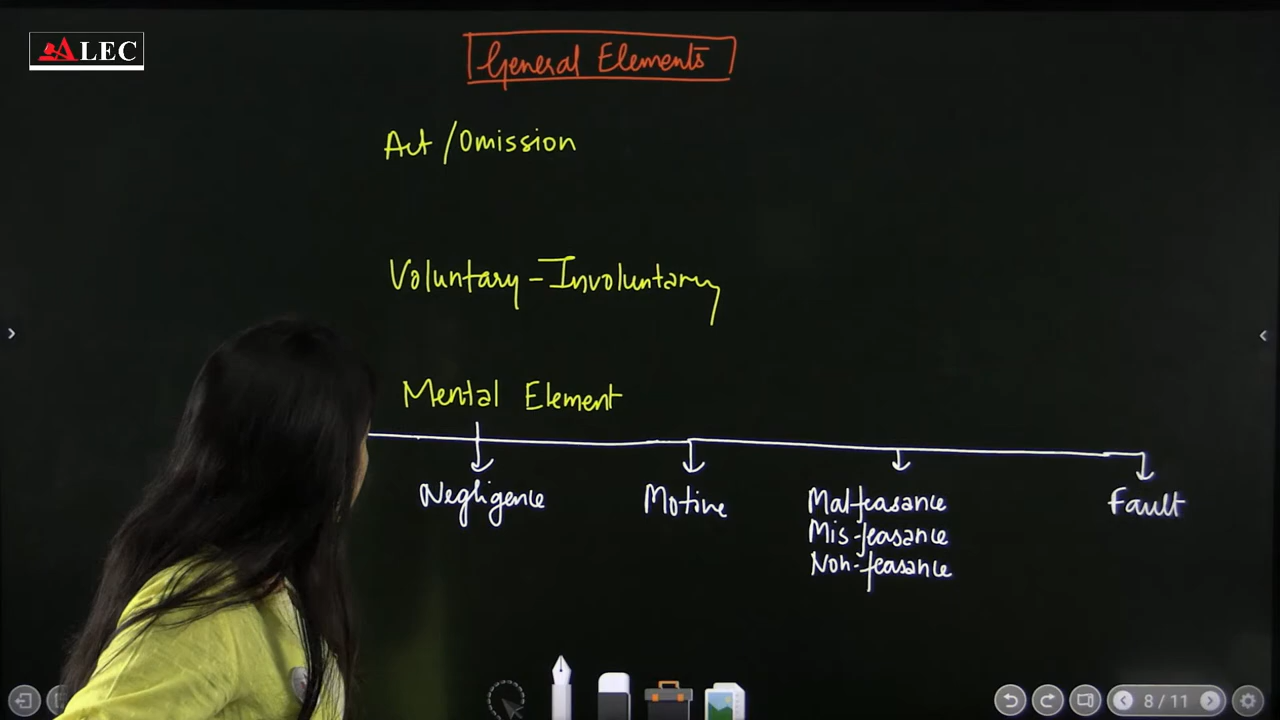 ALEC
General Elements
Act/Omission
Voluntary-Involuntary
Mental Element
Negligence
Motive
Malfeasance
Mis-feasance
Non-feasance
Fault
8/11